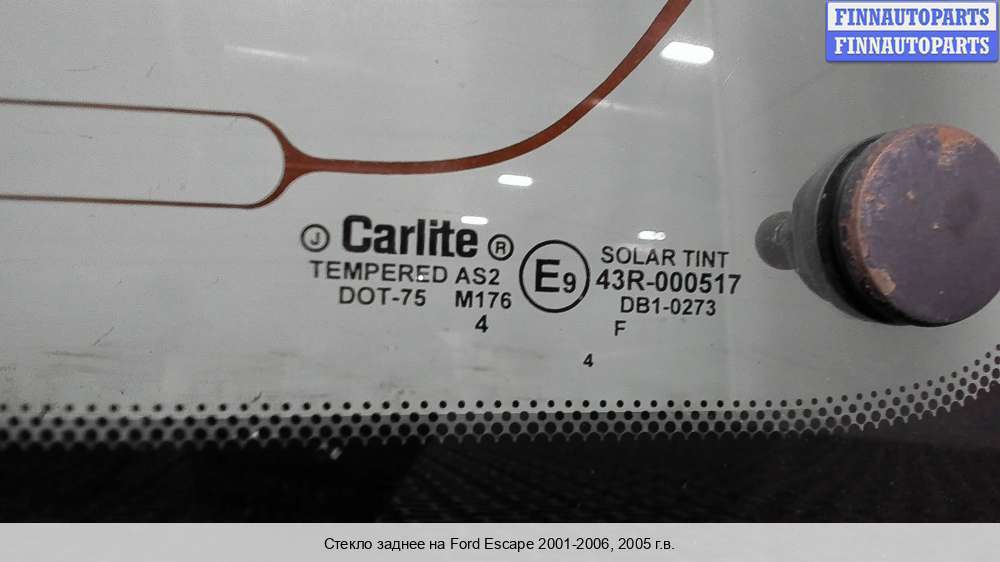 FINNAUTOPARTS
FINNAUTOPARTS
J Carlite R
TEMPERED AS2
DOT-75 M176
4
E9
SOLAR TINT
43R-000517
DB1-0273
F
4
Стекло заднее на Ford Escape 2001-2006, 2005 г.в.